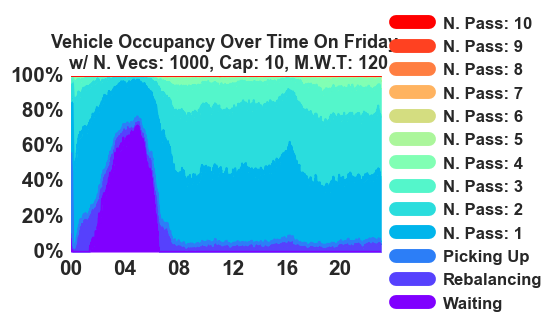 Vehicle Occupancy Over Time On Friday
w/ N. Vecs: 1000, Cap: 10, M.W.T: 120
100%
80%
60%
40%
20%
0%
00 04 08 12 16 20
N. Pass: 10
N. Pass: 9
N. Pass: 8
N. Pass: 7
N. Pass: 6
N. Pass: 5
N. Pass: 4
N. Pass: 3
N. Pass: 2
N. Pass: 1
Picking Up
Rebalancing
Waiting